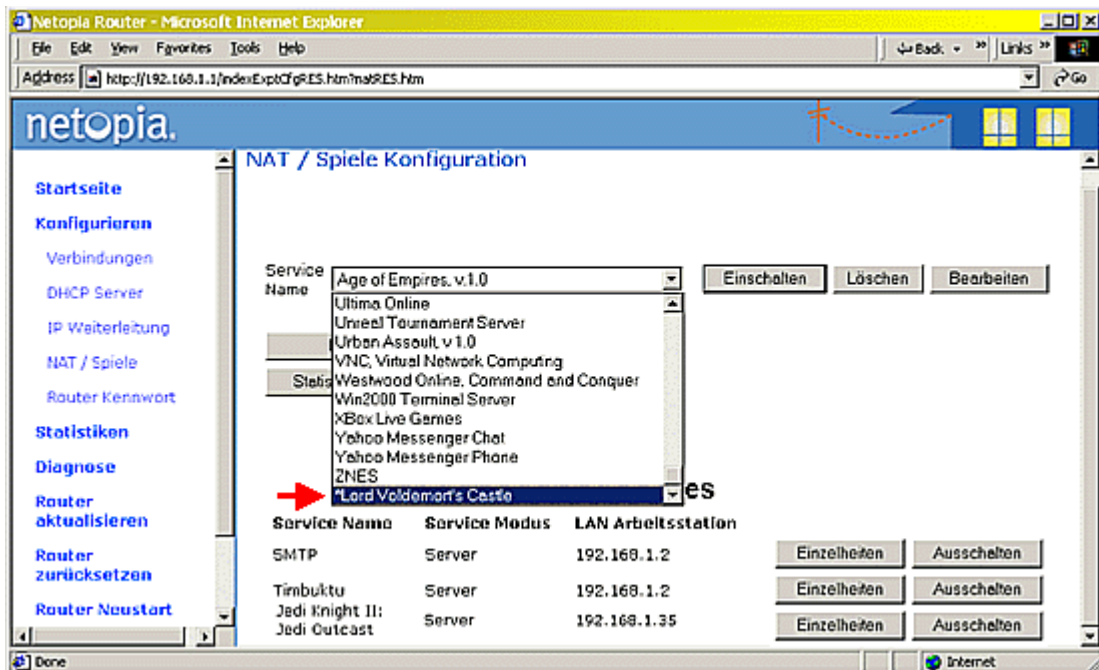 Netopia Router - Microsoft Internet Explorer
File Edit View Favorites Tools Help
Back Links
Address http://192.168.1.1/indexExptCfgRES.htm?natRES.htm Go
netopia.
NAT / Spiele Konfiguration
Startseite
Konfigurieren
Verbindungen
DHCP Server
IP Weiterleitung
NAT / Spiele
Router Kennwort
Statistiken
Diagnose
Router
aktualisieren
Router
zurücksetzen
Router Neustart
Service
Name
Age of Empires, v.1.0
Einschalten Löschen Bearbeiten
Ultima Online
Unreal Tournament Server
Urban Assault, v 1.0
VNC, Virtual Network Computing
Westwood Online, Command and Conquer
Win2000 Terminal Server
XBox Live Games
Yahoo Messenger Chat
Yahoo Messenger Phone
ZNES
*Lord Voldemort's Castle
Service Name Service Modus LAN Arbeitsstation
SMTP Server 192.168.1.2 Einzelheiten Ausschalten
Timbuktu Server 192.168.1.2 Einzelheiten Ausschalten
Jedi Knight II:
Jedi Outcast Server 192.168.1.35 Einzelheiten Ausschalten
Done Internet